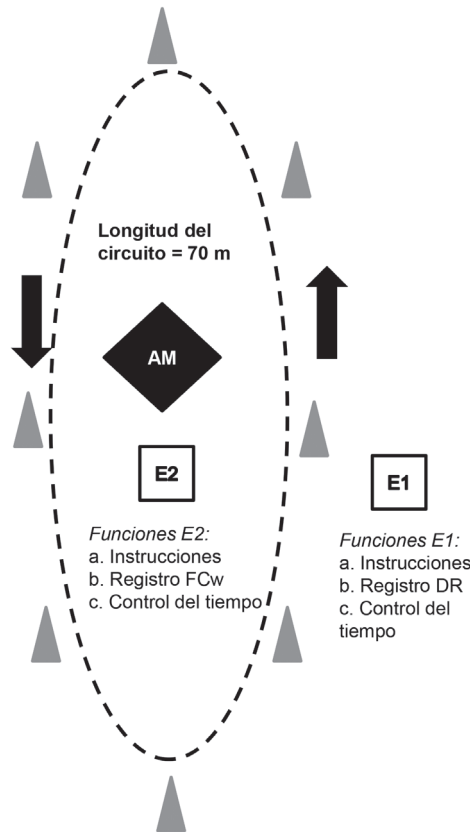 Longitud del
circuito = 70 m
AM
E2
E1
Funciones E2:
a. Instrucciones
b. Registro FCw
c. Control del tiempo
Funciones E1:
a. Instrucciones
b. Registro DR
c. Control del
tiempo